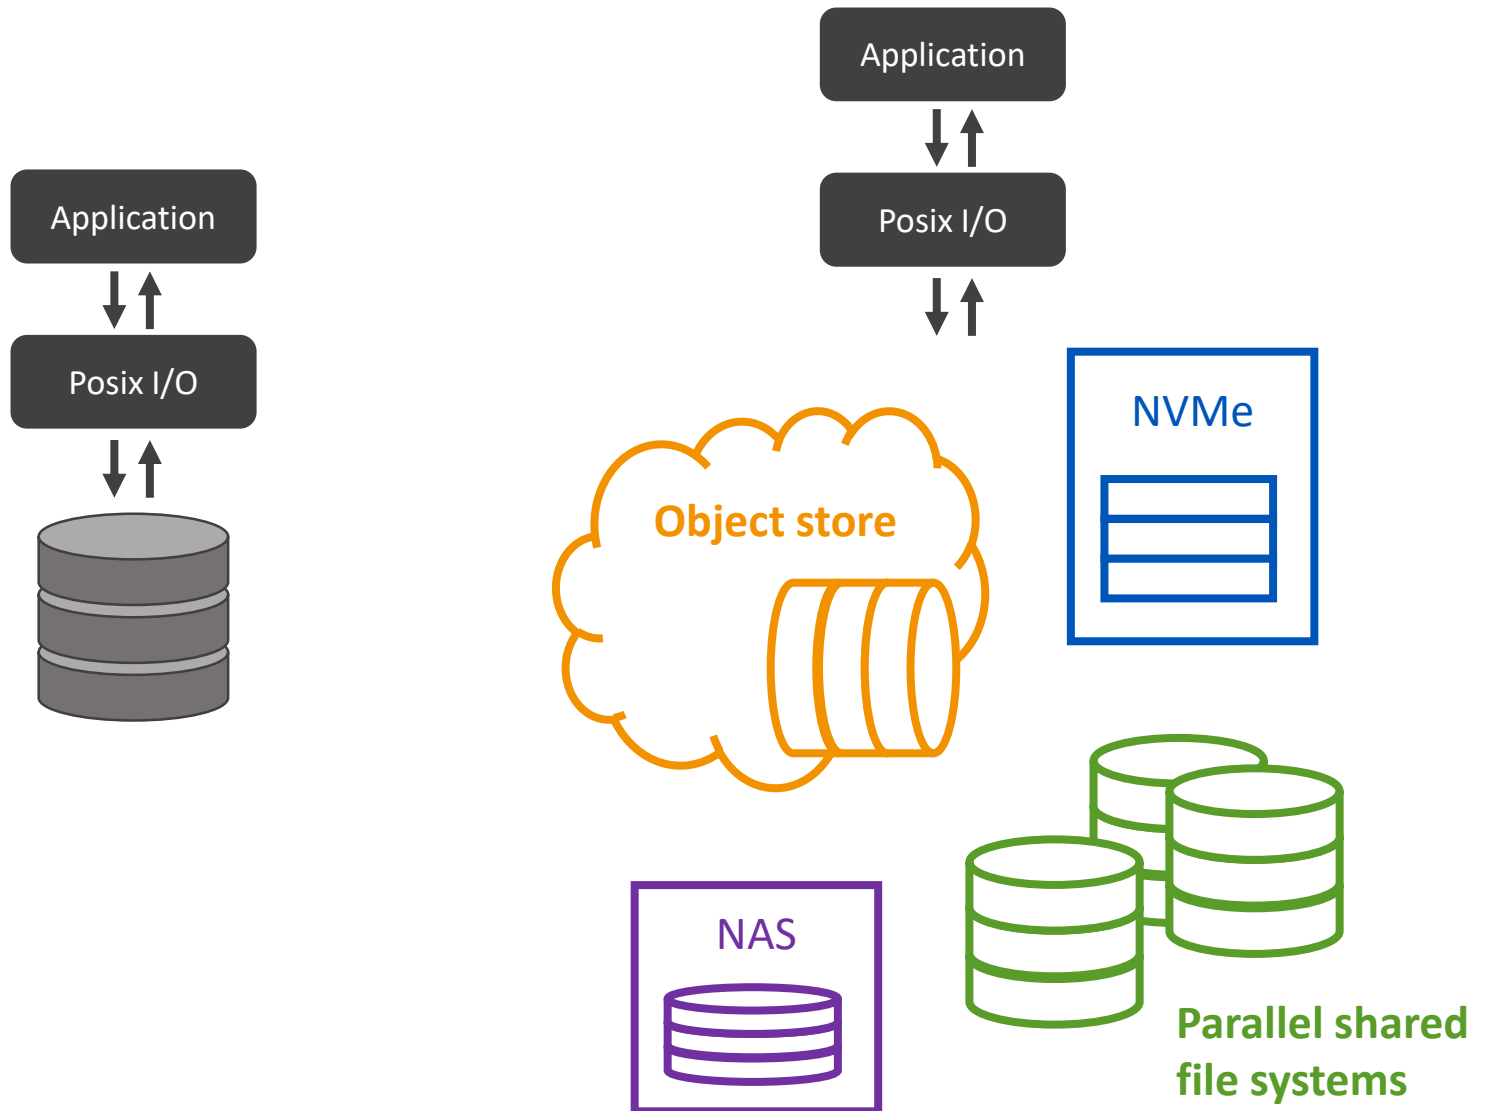 Application
Posix I/O
Application
Posix I/O
Object store
NVMe
NAS
Parallel shared
file systems